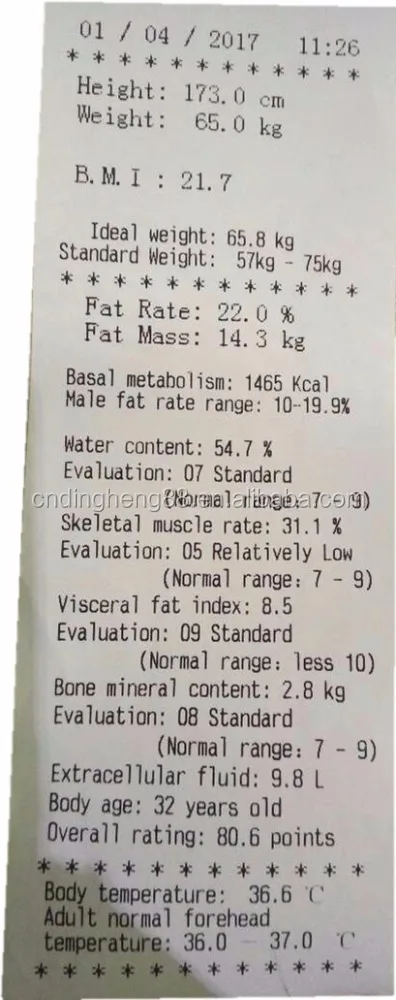 01 / 04 / 2017 11:26
* * * * * * * * * * * *
Height: 173.0 cm
Weight: 65.0 kg
B.M.I : 21.7
Ideal weight: 65.8 kg
Standard Weight: 57kg - 75kg
* * * * * * * * * * * *
Fat Rate: 22.0 %
Fat Mass: 14.3 kg
Basal metabolism: 1465 Kcal
Male fat rate range: 10-19.9%
Water content: 54.7 %
Evaluation: 07 Standard
(Normal range: 7 - 9)
Skeletal muscle rate: 31.1 %
Evaluation: 05 Relatively Low
(Normal range: 7 - 9)
Visceral fat index: 8.5
Evaluation: 09 Standard
(Normal range: less 10)
Bone mineral content: 2.8 kg
Evaluation: 08 Standard
(Normal range: 7 - 9)
Extracellular fluid: 9.8 L
Body age: 32 years old
Overall rating: 80.6 points
* * * * * * * * * * * *
Body temperature: 36.6 ℃
Adult normal forehead
temperature: 36.0 - 37.0 ℃
* * * * * * * * * * * *